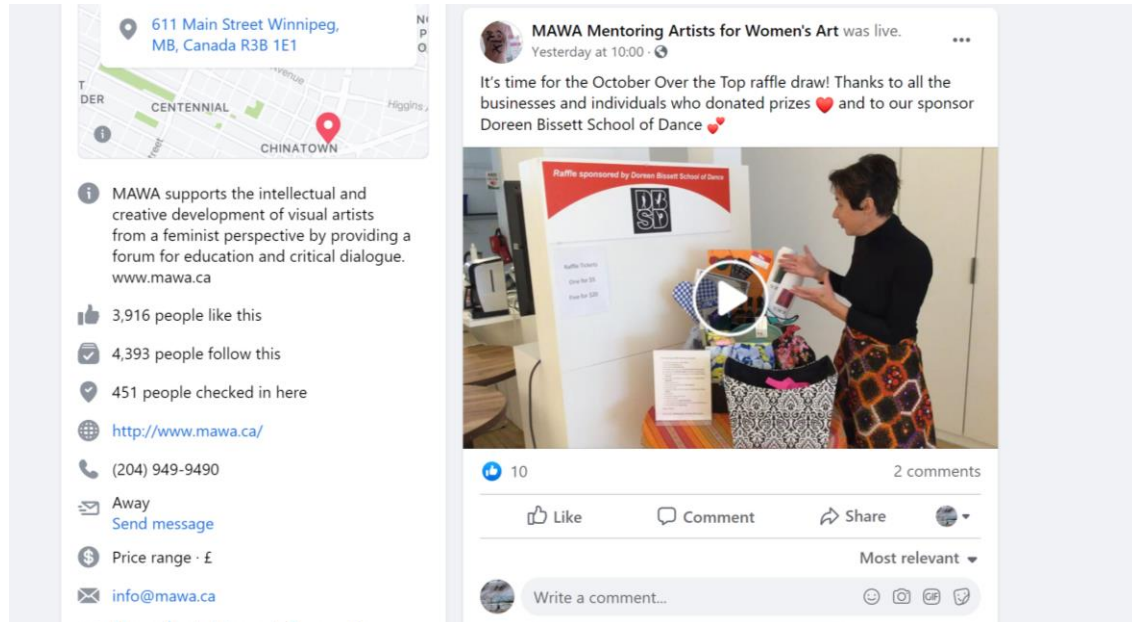 611 Main Street Winnipeg,
MB, Canada R3B 1E1
DER
CENTENNIAL
Higgins
CHINATOWN
MAWA supports the intellectual and
creative development of visual artists
from a feminist perspective by providing a
forum for education and critical dialogue.
www.mawa.ca
3,916 people like this
4,393 people follow this
451 people checked in here
http://www.mawa.ca/
(204) 949-9490
Away
Send message
Price range · £
info@mawa.ca
MAWA Mentoring Artists for Women's Art was live.
Yesterday at 10:00 ·
It's time for the October Over the Top raffle draw! Thanks to all the
businesses and individuals who donated prizes ❤️ and to our sponsor
Doreen Bissett School of Dance 💕
Raffle sponsored by Doreen Bissett School of Dance
DB
SD
Raffle Tickets
One for $5
Five for $20
10
2 comments
Like
Comment
Share
Most relevant
Write a comment...
GIF